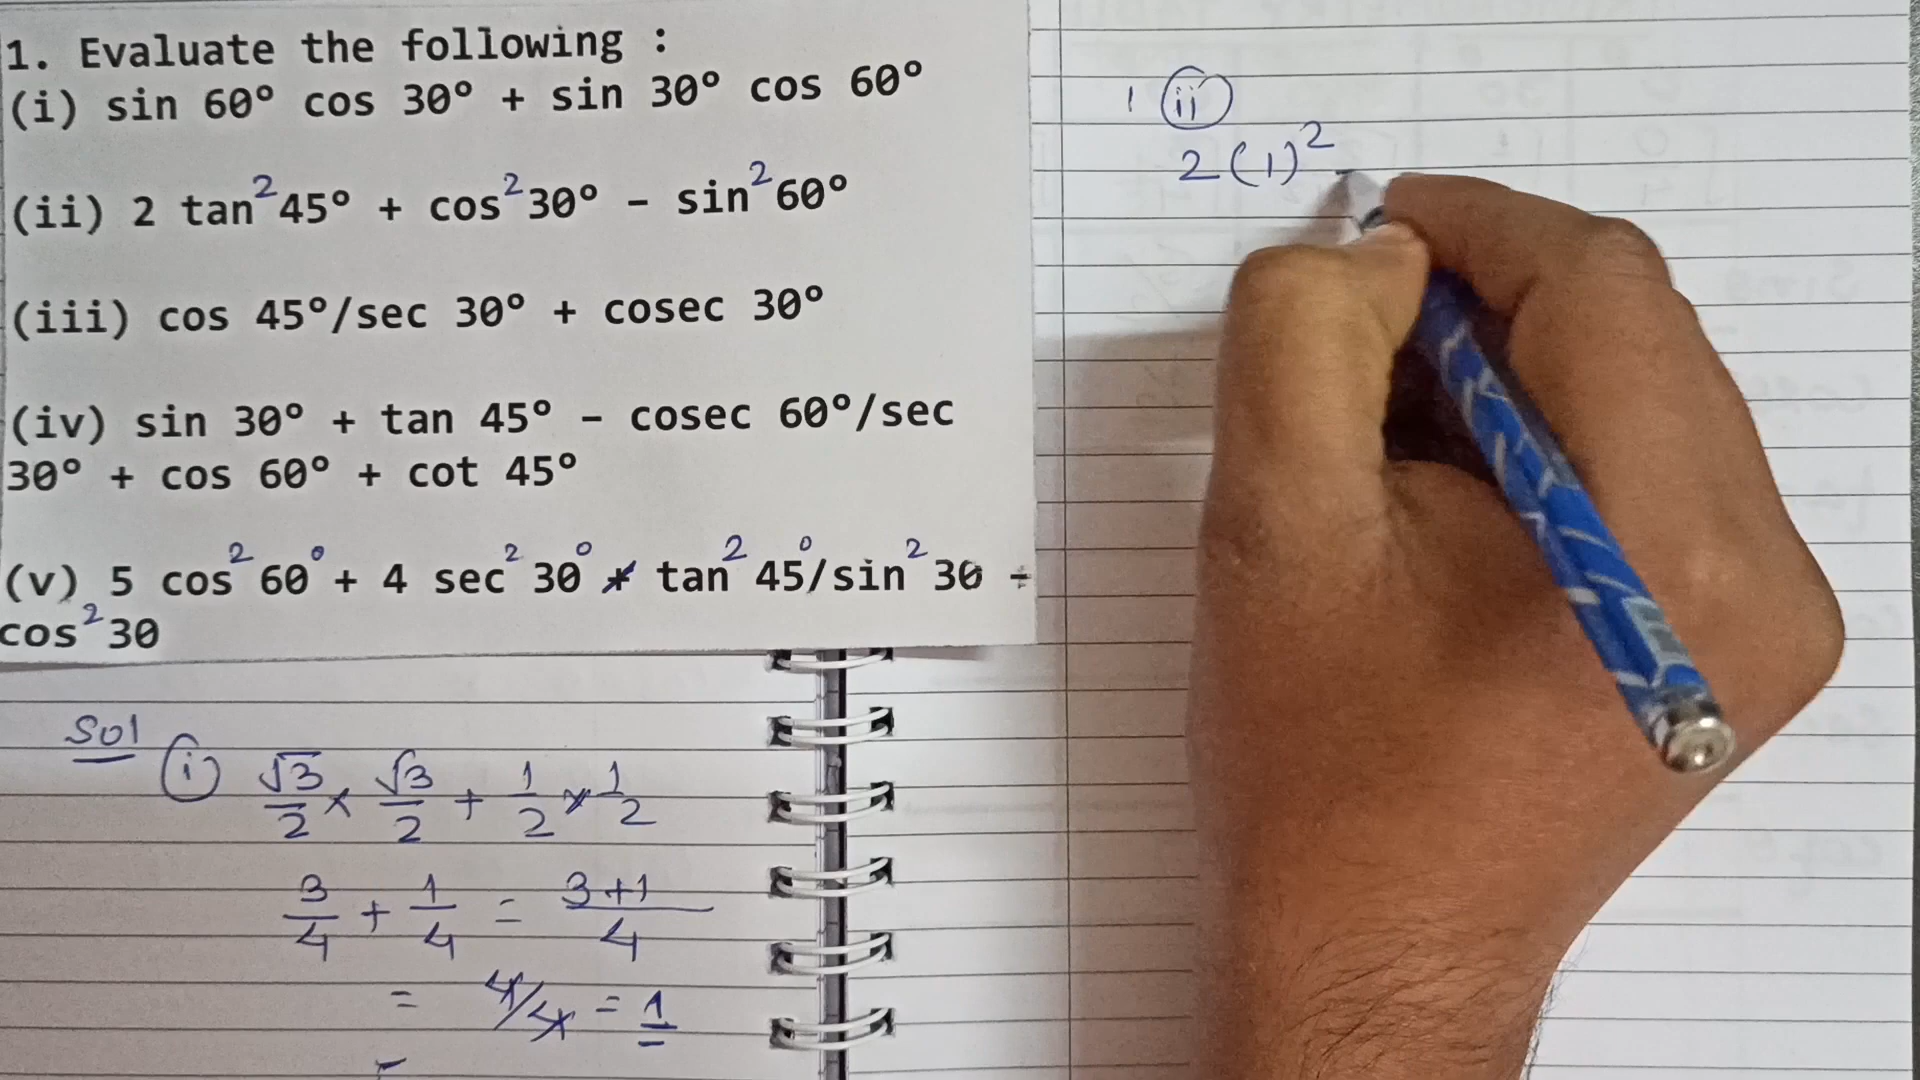 1. Evaluate the following :
(i) sin 60° cos 30° + sin 30° cos 60°
(ii) 2 tan²45° + cos²30° - sin²60°
(iii) cos 45°/sec 30° + cosec 30°
(iv) sin 30° + tan 45° - cosec 60°/sec
30° + cos 60° + cot 45°
(v) 5 cos²60° + 4 sec²30° - tan²45°/sin²30 +
cos²30
Sol (i) √3/2 × √3/2 + 1/2 × 1/2
3/4 + 1/4 = 3+1/4
= 4/4 = 1
1 (ii)
2(1)²